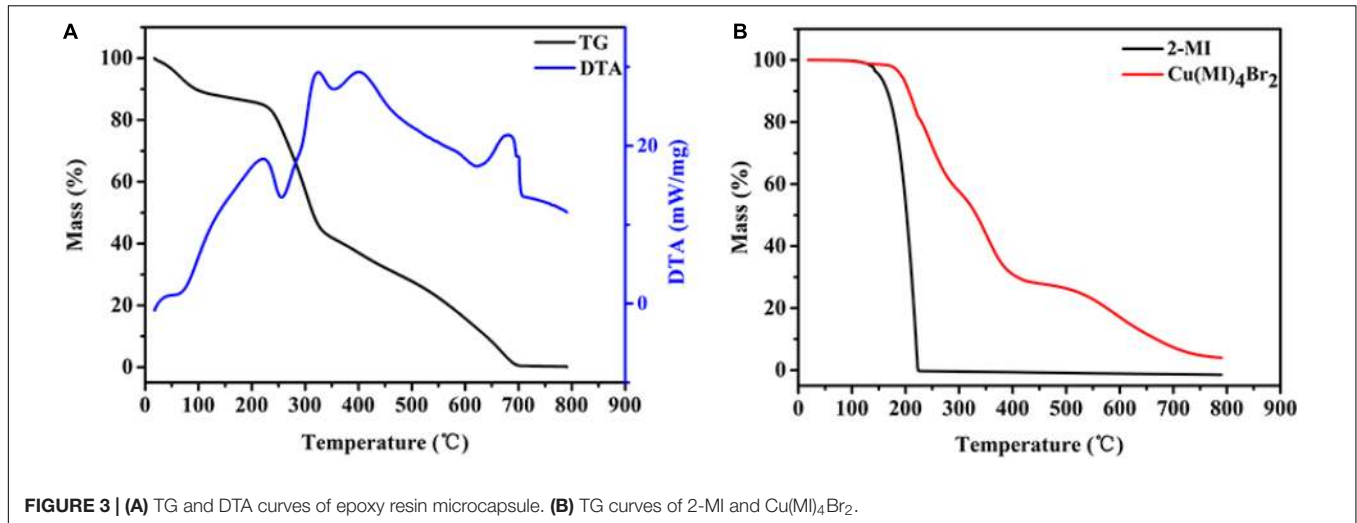 A
TG
DTA
100
80
60
40
20
0
Mass (%)
20
0
DTA (mW/mg)
0 100 200 300 400 500 600 700 800 900
Temperature (℃)
B
2-MI
Cu(MI)₄Br₂
100
80
60
40
20
0
Mass (%)
0 100 200 300 400 500 600 700 800 900
Temperature (℃)
FIGURE 3 | (A) TG and DTA curves of epoxy resin microcapsule. (B) TG curves of 2-MI and Cu(MI)₄Br₂.